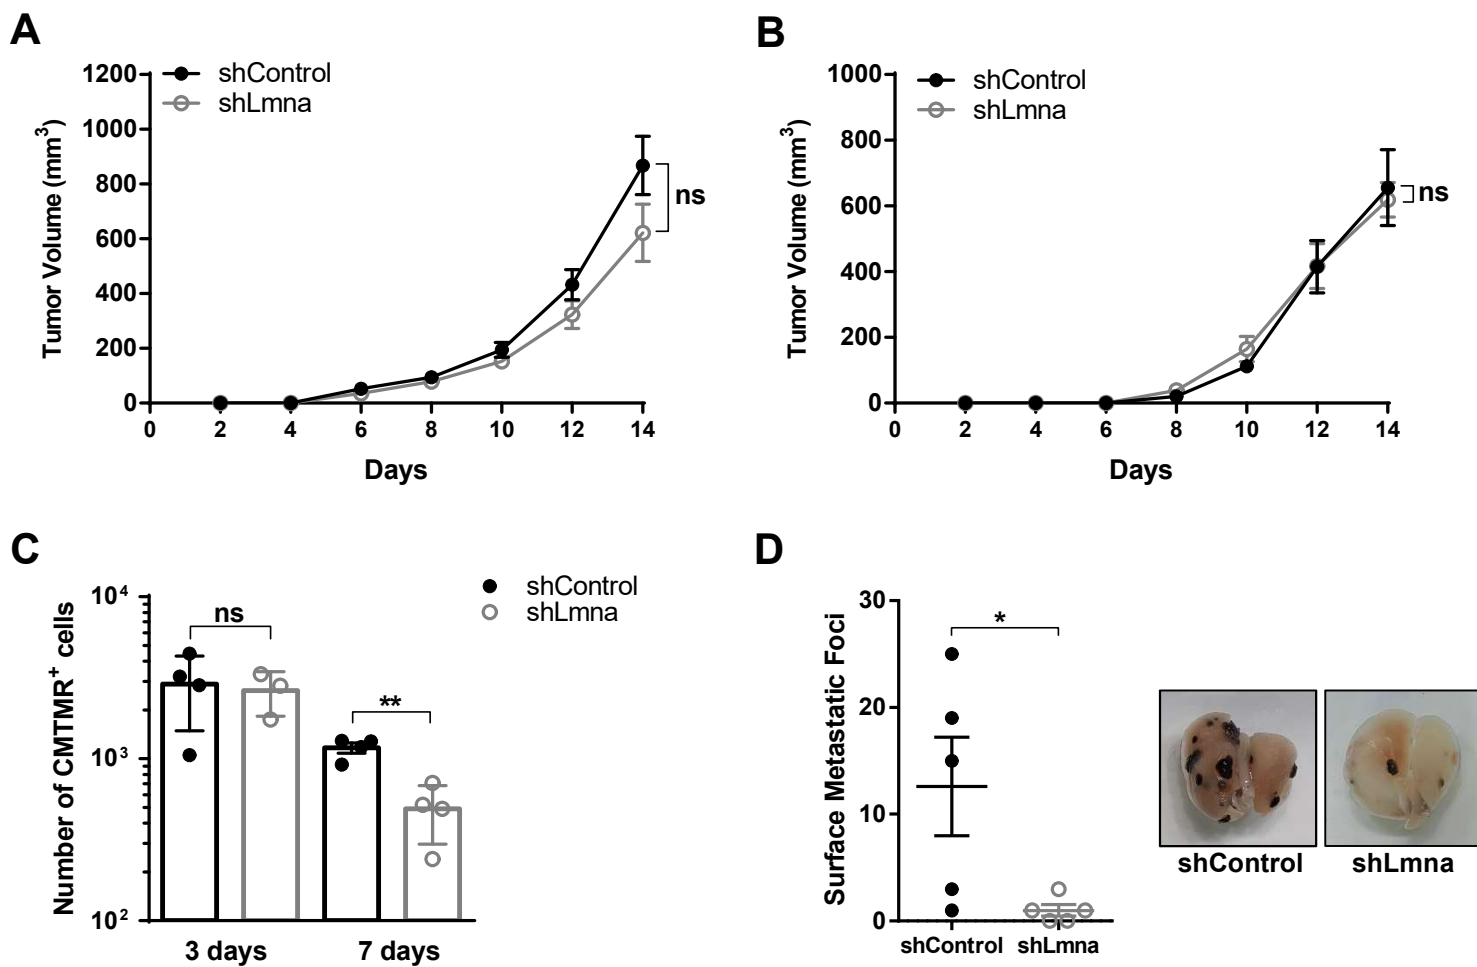 A
1200
1000
800
600
400
200
0
Tumor Volume (mm³)
shControl
shLmna
ns
0 2 4 6 8 10 12 14
Days
B
1000
800
600
400
200
0
Tumor Volume (mm³)
shControl
shLmna
ns
0 2 4 6 8 10 12 14
Days
C
10⁴
10³
10²
Number of CMTMR⁺ cells
ns
**
shControl
shLmna
3 days 7 days
D
30
20
10
0
Surface Metastatic Foci
*
shControl shLmna
shControl shLmna